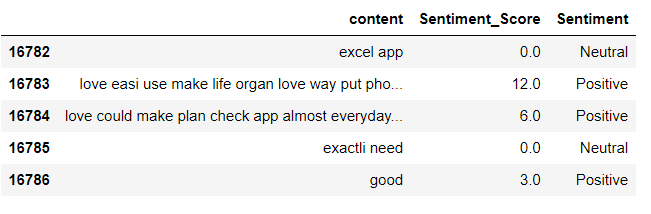 content Sentiment_Score Sentiment
16782 excel app 0.0 Neutral
16783 love easi use make life organ love way put pho... 12.0 Positive
16784 love could make plan check app almost everyday... 6.0 Positive
16785 exactli need 0.0 Neutral
16786 good 3.0 Positive